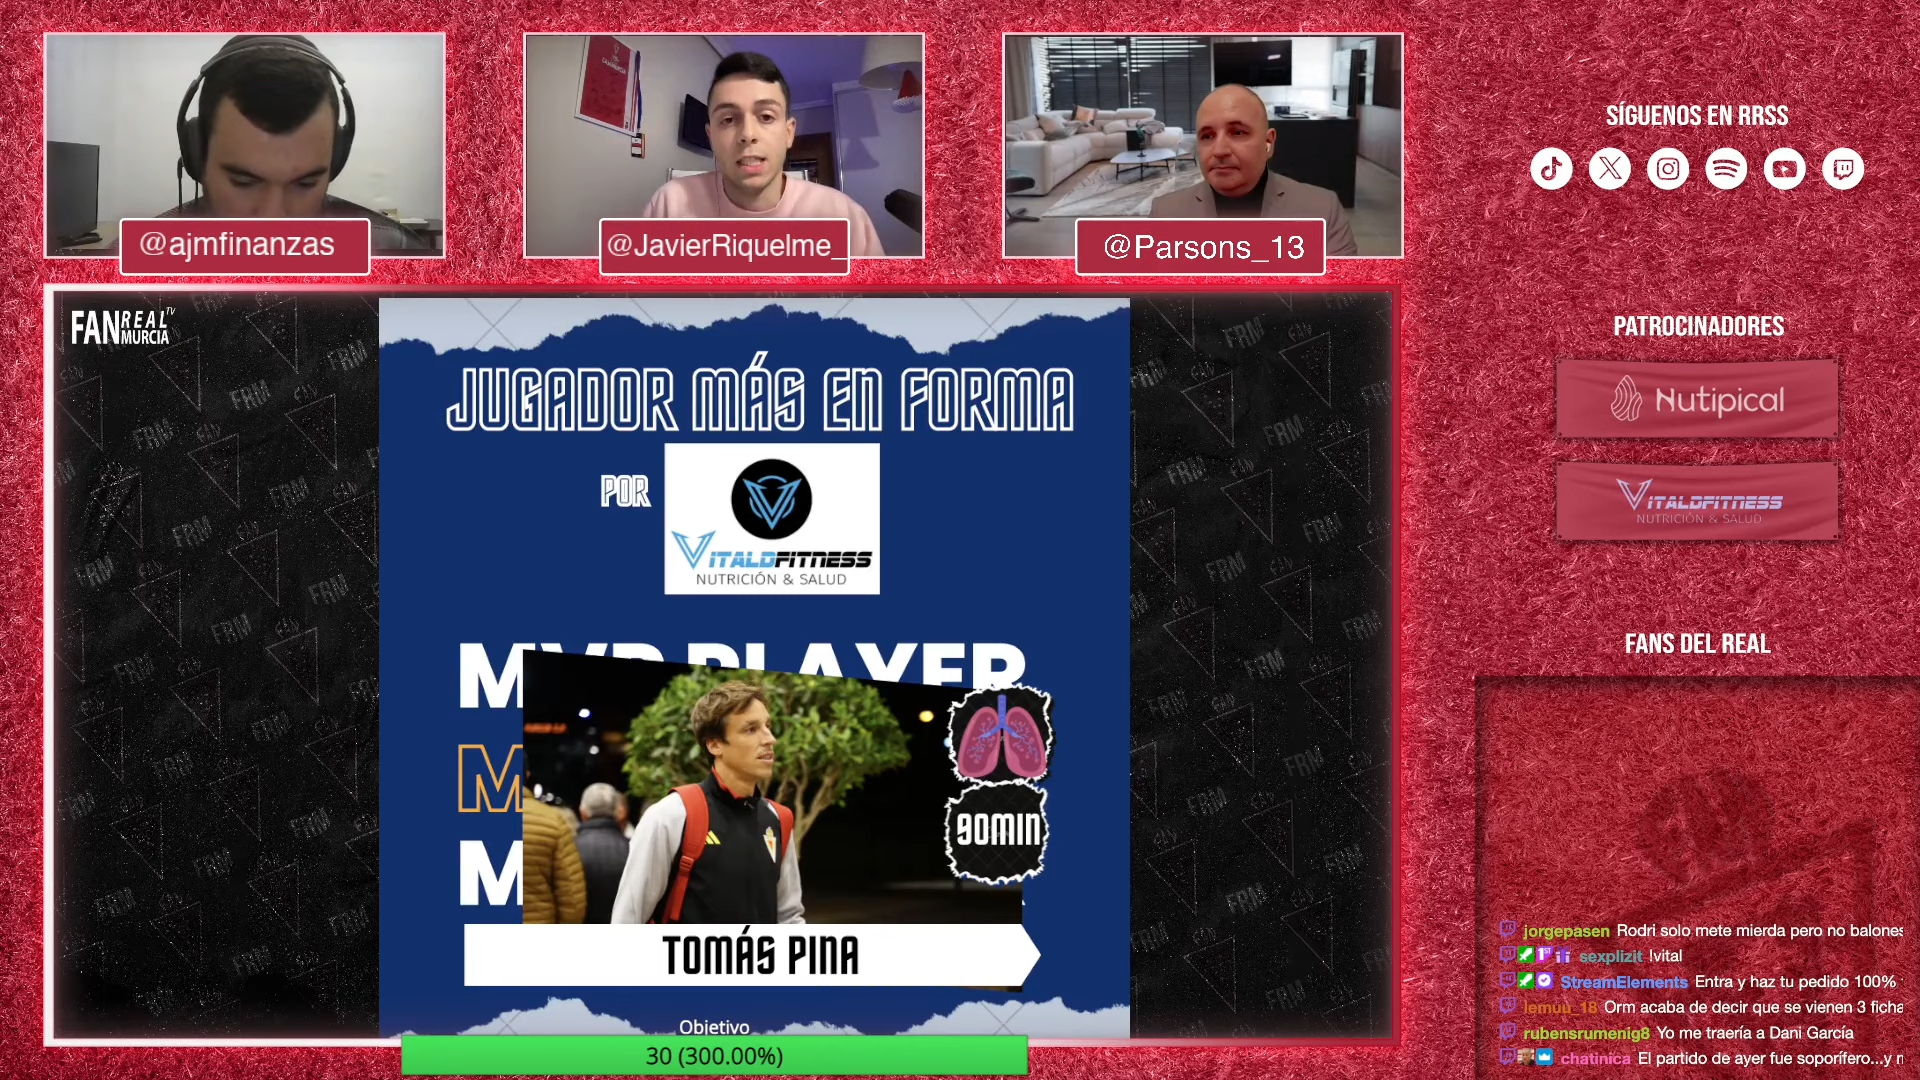 @ajmfinanzas
@JavierRiquelme_
@Parsons_13
SÍGUENOS EN RRSS
FAN REAL MURCIA TV
JUGADOR MÁS EN FORMA
POR
VITALDFITNESS
NUTRICIÓN & SALUD
MVP PLAYER
M
M
90MIN
TOMÁS PINA
Objetivo
30 (300.00%)
PATROCINADORES
Nutipical
VITALDFITNESS
NUTRICIÓN & SALUD
FANS DEL REAL
jorgepasen Rodri solo mete mierda pero no balones
sexplizit !vital
StreamElements Entra y haz tu pedido 100%
lemuu_18 Orm acaba de decir que se vienen 3 ficha
rubensrumenig8 Yo me traería a Dani García
chatinica El partido de ayer fue soporífero...y